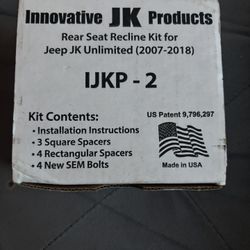 Innovative JK Products
Rear Seat Recline Kit for
Jeep JK Unlimited (2007-2018)
IJKP - 2
Kit Contents:
US Patent 9,796,297
• Installation Instructions
• 3 Square Spacers
• 4 Rectangular Spacers
• 4 New SEM Bolts
Made in USA